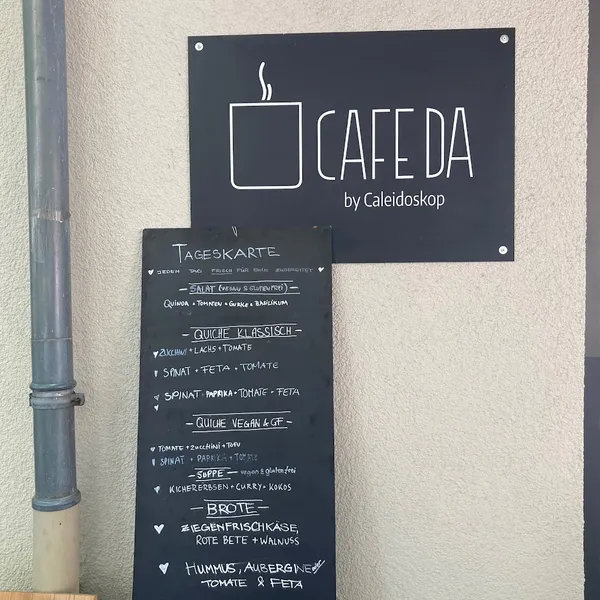 CAFE DA
by Caleidoskop
TAGESKARTE
JEDEN TAG FRISCH FÜR EUCH ZUBEREITET
SALAT (VEGAN & GLUTENFREI)
QUINOA + TOMATEN + GURKE + BASILIKUM
QUICHE KLASSISCH
ZUCCHINI + LACHS + TOMATE
SPINAT + FETA + TOMATE
SPINAT + PAPRIKA + TOMATE + FETA
QUICHE VEGAN & GF
TOMATE + ZUCCHINI + TOFU
SPINAT + PAPRIKA + TOMATE
SUPPE vegan & glutenfrei
KICHERERBSEN + CURRY + KOKOS
BROTE
ZIEGENFRISCHKÄSE,
ROTE BETE + WALNUSS
HUMMUS, AUBERGINE
TOMATE & FETA